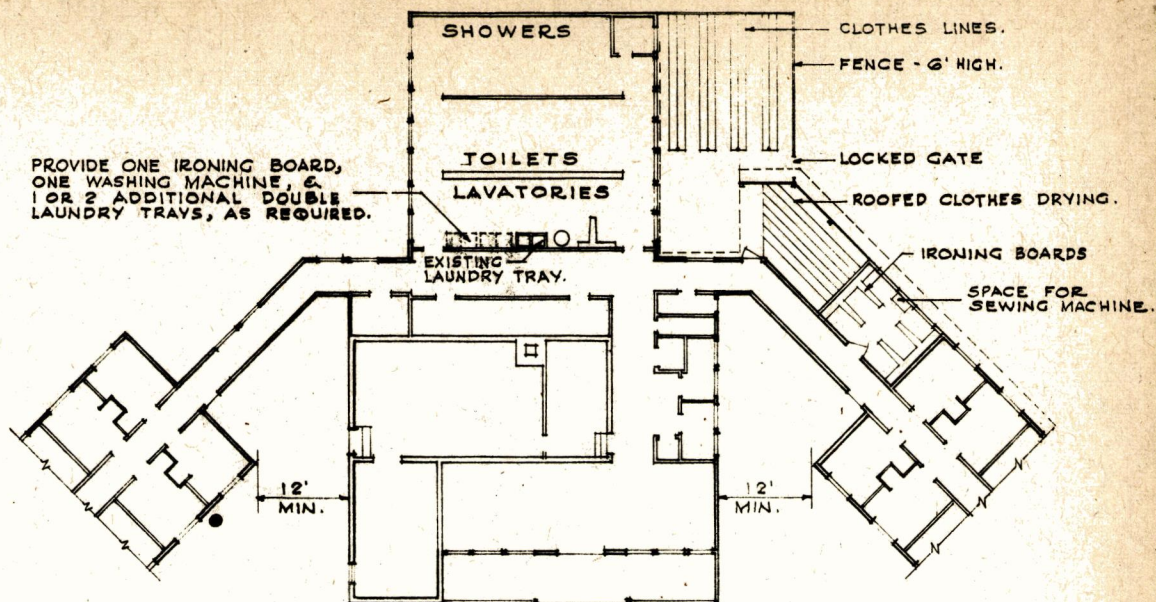 SHOWERS
CLOTHES LINES.
FENCE - 6' HIGH.
TOILETS
LAVATORIES
LOCKED GATE
PROVIDE ONE IRONING BOARD,
ONE WASHING MACHINE, &
1 OR 2 ADDITIONAL DOUBLE
LAUNDRY TRAYS, AS REQUIRED.
ROOFED CLOTHES DRYING.
EXISTING
LAUNDRY TRAY.
IRONING BOARDS
SPACE FOR
SEWING MACHINE.
12'
MIN.
12'
MIN.